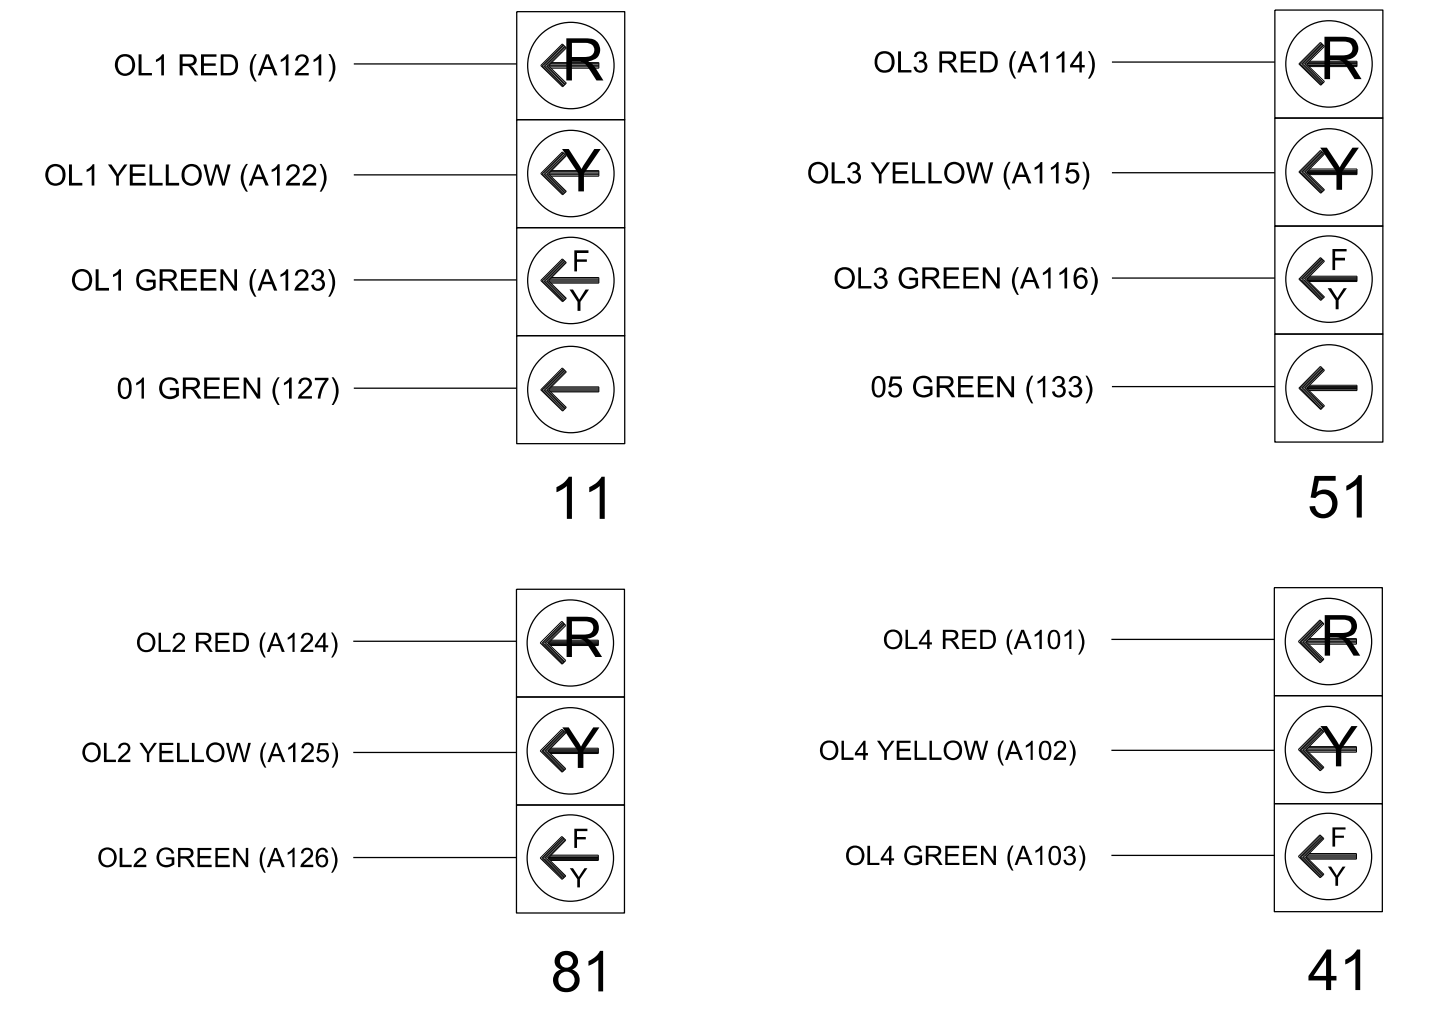 OL1 RED (A121)
R
OL1 YELLOW (A122)
Y
OL1 GREEN (A123)
F
Y
01 GREEN (127)
11
OL3 RED (A114)
R
OL3 YELLOW (A115)
Y
OL3 GREEN (A116)
F
Y
05 GREEN (133)
51
OL2 RED (A124)
R
OL2 YELLOW (A125)
Y
OL2 GREEN (A126)
F
Y
81
OL4 RED (A101)
R
OL4 YELLOW (A102)
Y
OL4 GREEN (A103)
F
Y
41